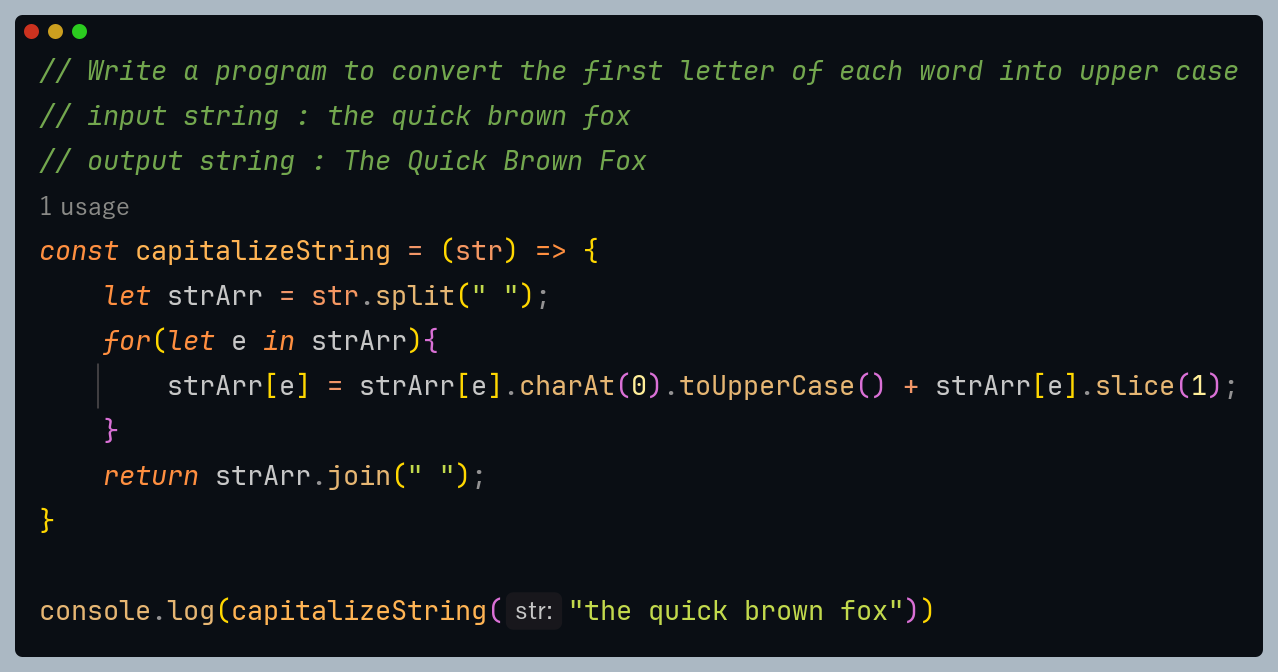 // Write a program to convert the first letter of each word into upper case
// input string : the quick brown fox
// output string : The Quick Brown Fox
1 usage
const capitalizeString = (str) => {
    let strArr = str.split(" ");
    for(let e in strArr){
        strArr[e] = strArr[e].charAt(0).toUpperCase() + strArr[e].slice(1);
    }
    return strArr.join(" ");
}

console.log(capitalizeString( str: "the quick brown fox"))